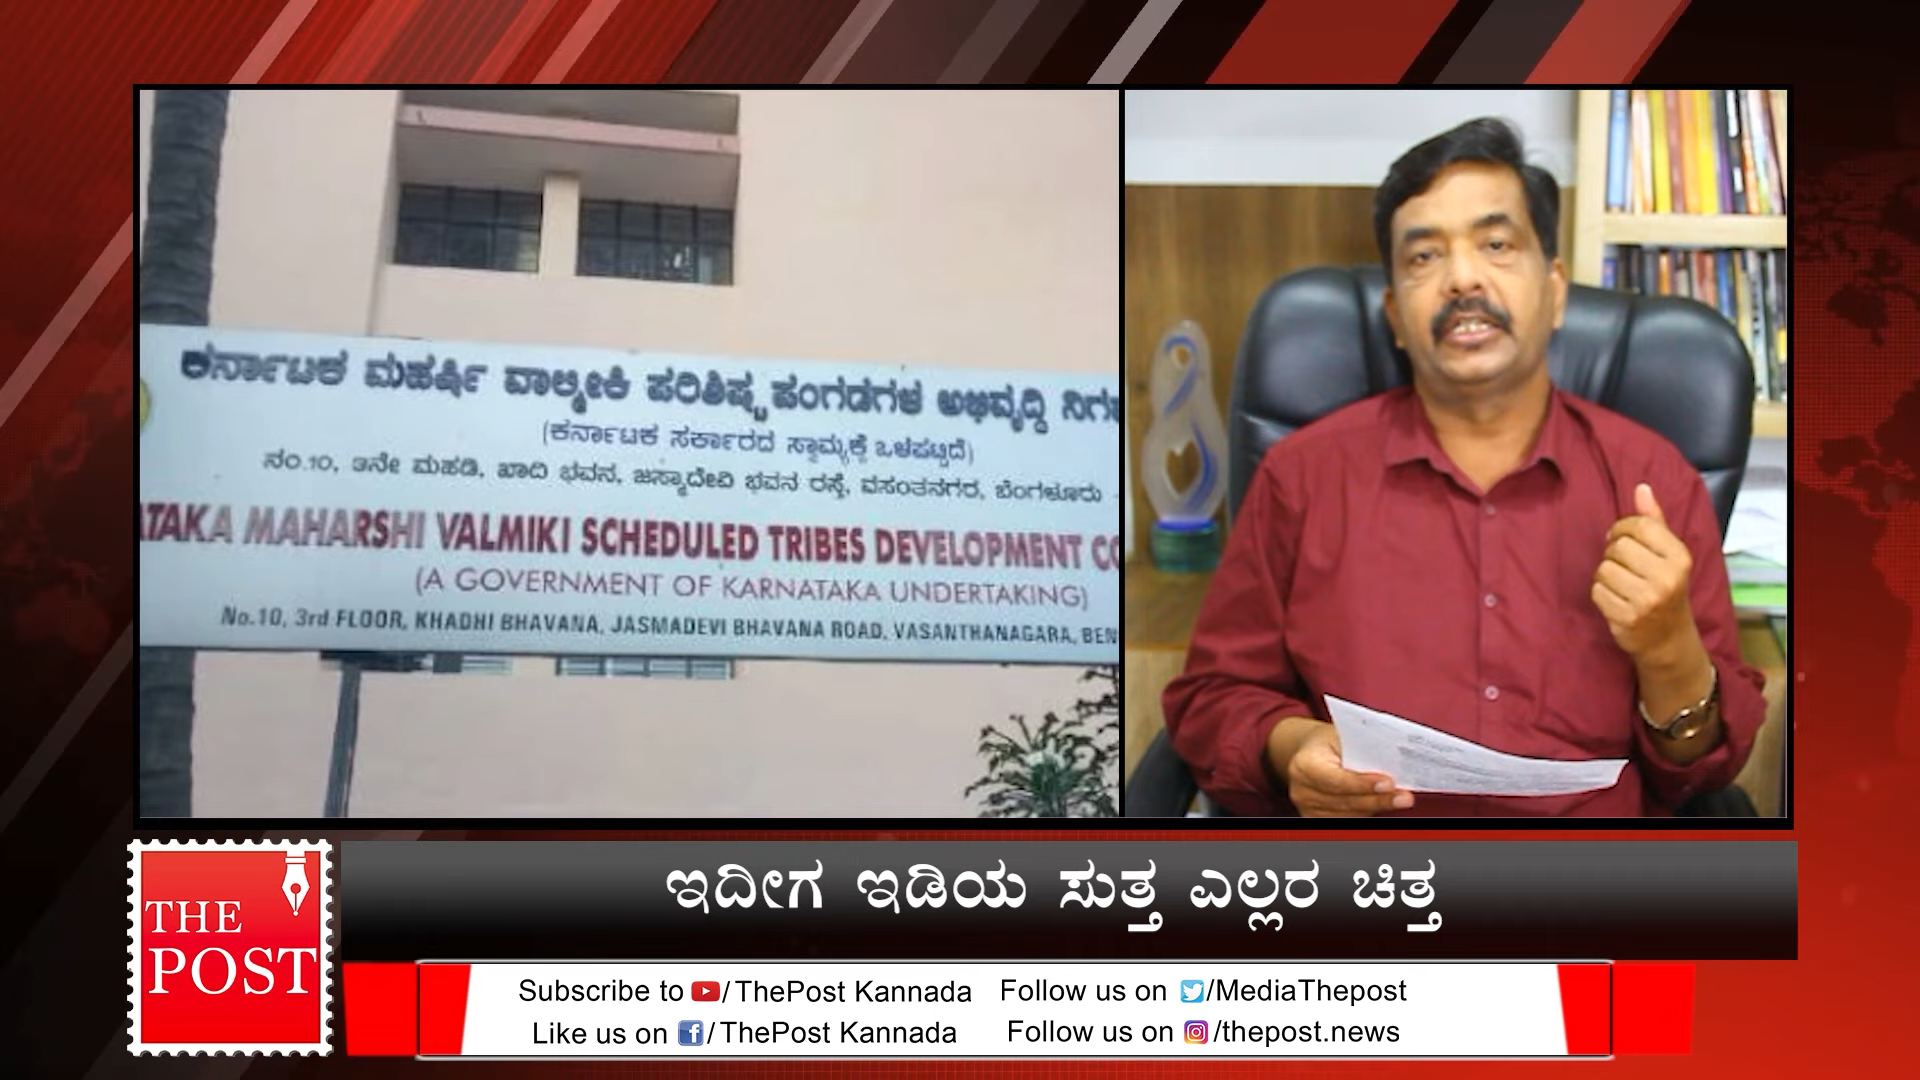 ಕರ್ನಾಟಕ ಮಹರ್ಷಿ ವಾಲ್ಮೀಕಿ ಪರಿಶಿಷ್ಟ ಪಂಗಡಗಳ ಅಭಿವೃದ್ಧಿ ನಿಗ
(ಕರ್ನಾಟಕ ಸರ್ಕಾರದ ಸ್ವಾಮ್ಯಕ್ಕೆ ಒಳಪಟ್ಟಿದೆ)
ನಂ.10, 3ನೇ ಮಹಡಿ, ಖಾದಿ ಭವನ, ಜಸ್ಮಾದೇವಿ ಭವನ ರಸ್ತೆ, ವಸಂತನಗರ, ಬೆಂಗಳೂರು -
ATAKA MAHARSHI VALMIKI SCHEDULED TRIBES DEVELOPMENT CO
(A GOVERNMENT OF KARNATAKA UNDERTAKING)
No.10, 3rd FLOOR, KHADHI BHAVANA, JASMADEVI BHAVANA ROAD, VASANTHANAGARA, BEN
THE
POST
ಇದೀಗ ಇಡಿಯ ಸುತ್ತ ಎಲ್ಲರ ಚಿತ್ತ
Subscribe to /ThePost Kannada Follow us on /MediaThepost
Like us on /ThePost Kannada Follow us on /thepost.news